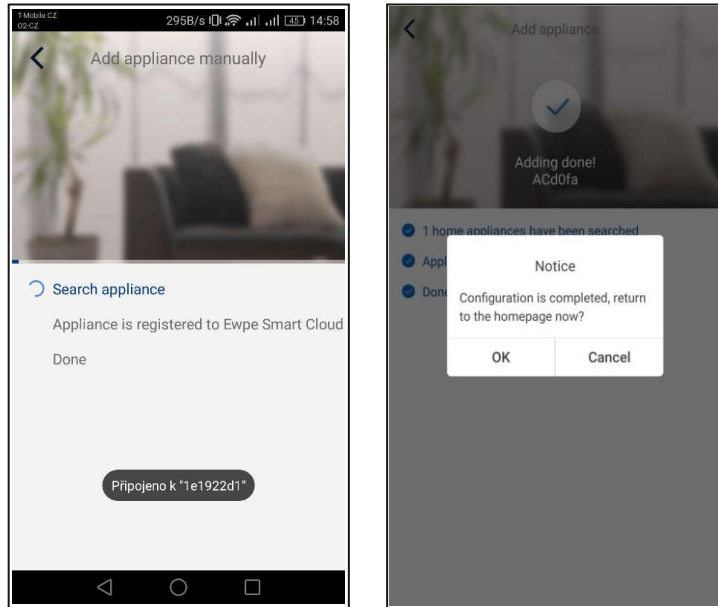 T-Mobile CZ
O2-CZ
295B/s 45 14:58
Add appliance manually
Search appliance
Appliance is registered to Ewpe Smart Cloud
Done
Připojeno k "1e1922d1"
Add appliance
Adding done!
ACd0fa
1 home appliances have been searched
Appl
Done
Notice
Configuration is completed, return
to the homepage now?
OK Cancel